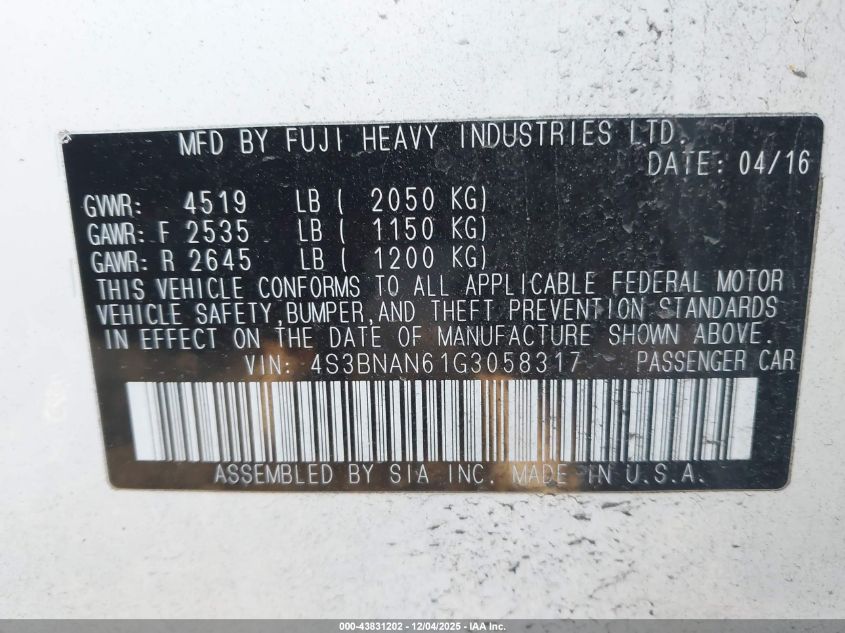 MFD BY FUJI HEAVY INDUSTRIES LTD.
DATE: 04/16
GVWR: 4519 LB ( 2050 KG)
GAWR: F 2535 LB ( 1150 KG)
GAWR: R 2645 LB ( 1200 KG)
THIS VEHICLE CONFORMS TO ALL APPLICABLE FEDERAL MOTOR
VEHICLE SAFETY,BUMPER,AND THEFT PREVENTION STANDARDS
IN EFFECT ON THE DATE OF MANUFACTURE SHOWN ABOVE.
VIN: 4S3BNAN61G3058317 PASSENGER CAR
ASSEMBLED BY SIA INC. MADE IN U.S.A.
000-43831202 - 12/04/2025 - IAA Inc.